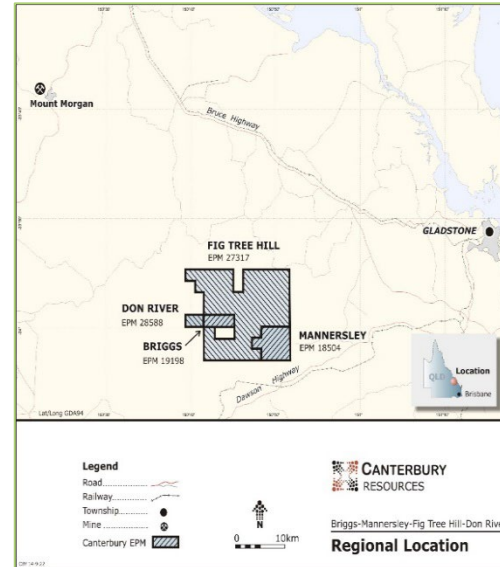 Mount Morgan
Bruce Highway
GLADSTONE
FIG TREE HILL
EPM 27317
DON RIVER
EPM 28588
BRIGGS
EPM 19198
MANNERSLEY
EPM 18504
Dawson Highway
QLD
Location
Brisbane
Lat/Long GDA94
Legend
Road
Railway
Township
Mine
Canterbury EPM
N
0 10km
CANTERBURY
RESOURCES
Briggs-Mannersley-Fig Tree Hill-Don Rive
Regional Location